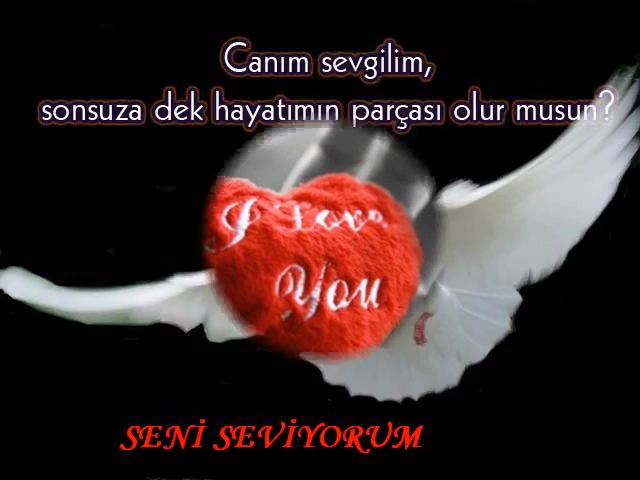 Canım sevgilim,
sonsuza dek hayatımın parçası olur musun?
I Love
You
SENİ SEVİYORUM